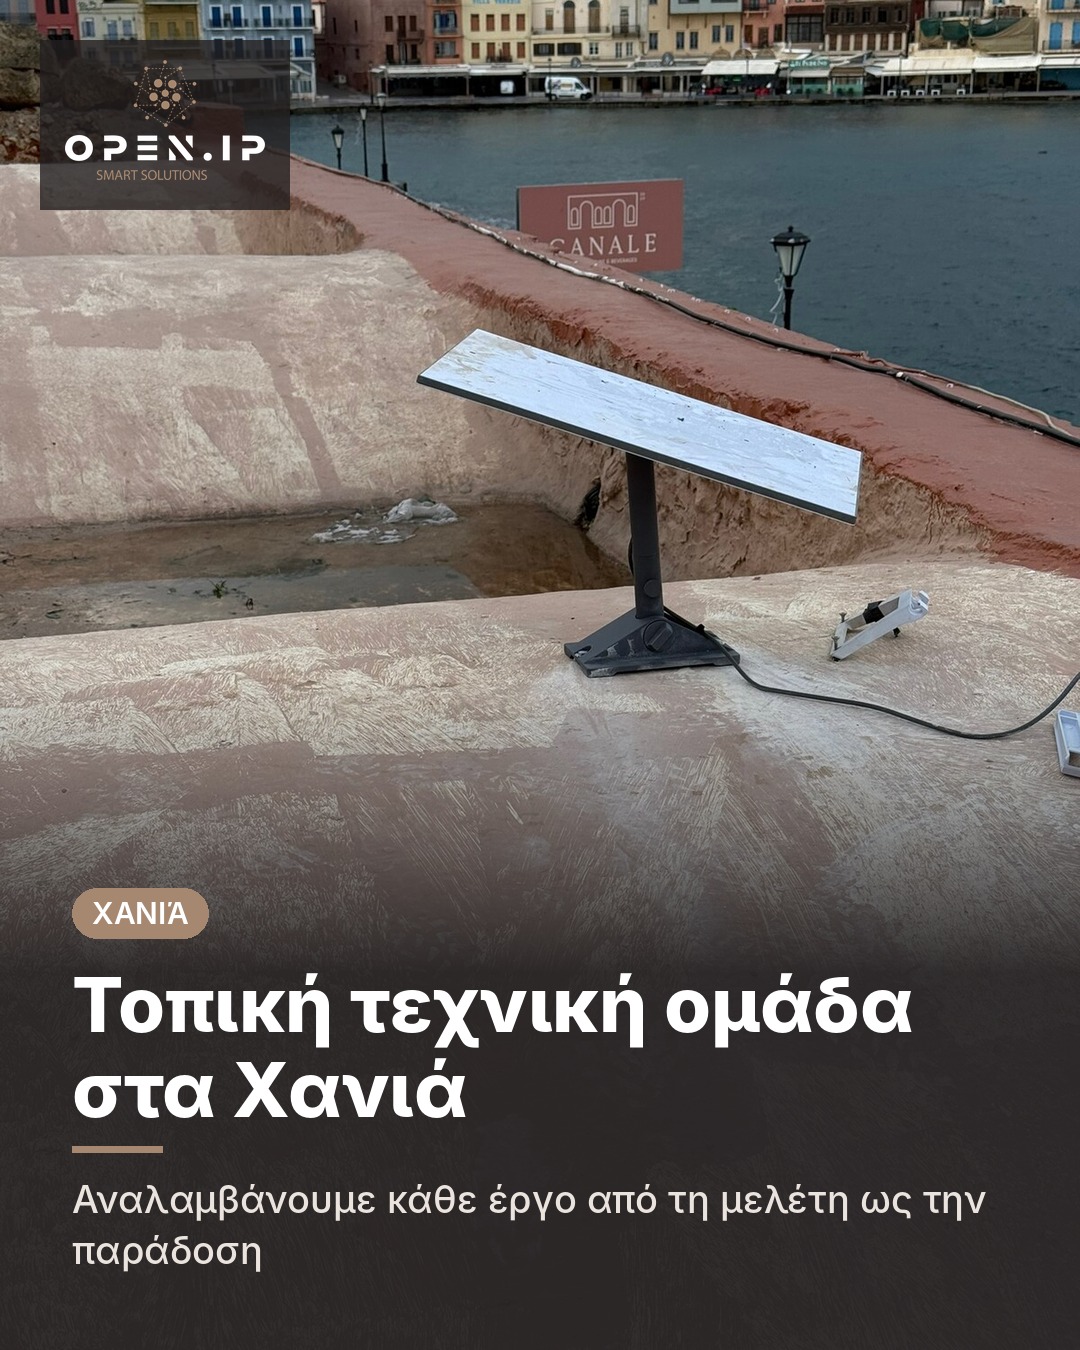 OPEN.IP
SMART SOLUTIONS
CANALE
ΧΑΝΙΆ
Τοπική τεχνική ομάδα
στα Χανιά
Αναλαμβάνουμε κάθε έργο από τη μελέτη ως την
παράδοση